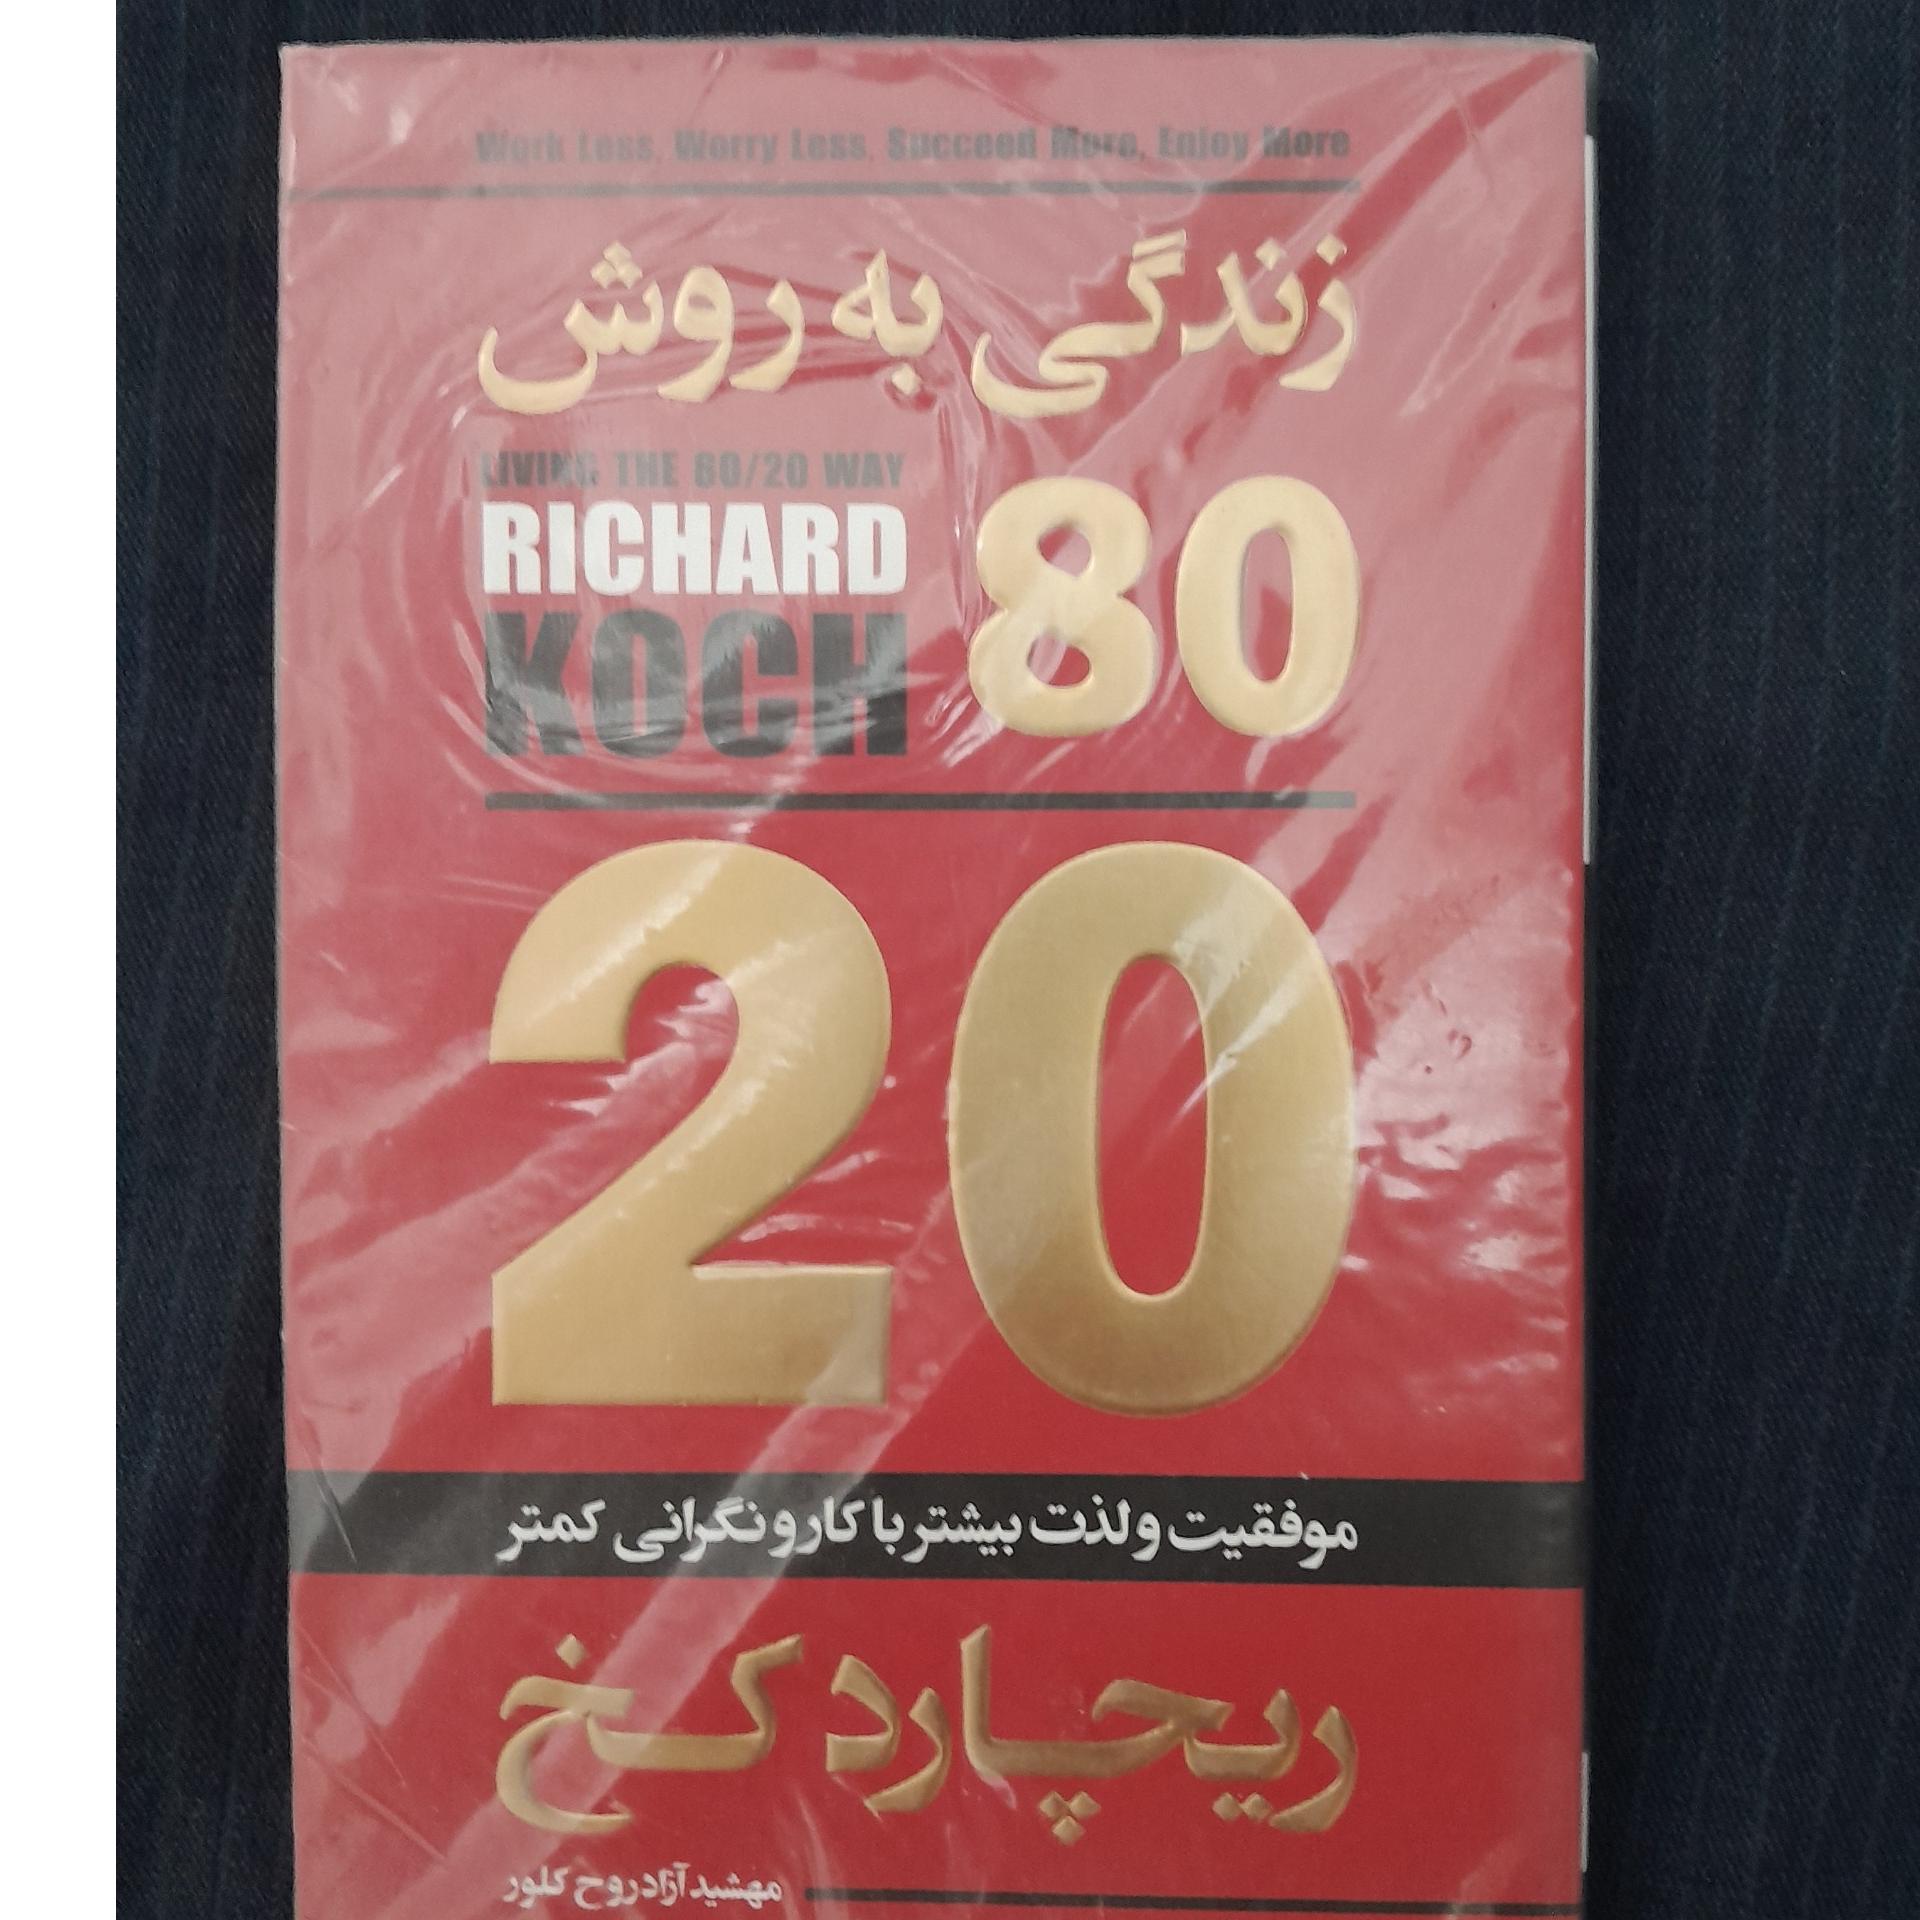 Work Less, Worry Less, Succeed More, Enjoy More
زندگی به روش
LIVING THE 80/20 WAY
RICHARD
KOCH
80
20
موفقیت و لذت بیشتر با کار و نگرانی کمتر
ریچارد کخ
مهشید آزادروح کلور